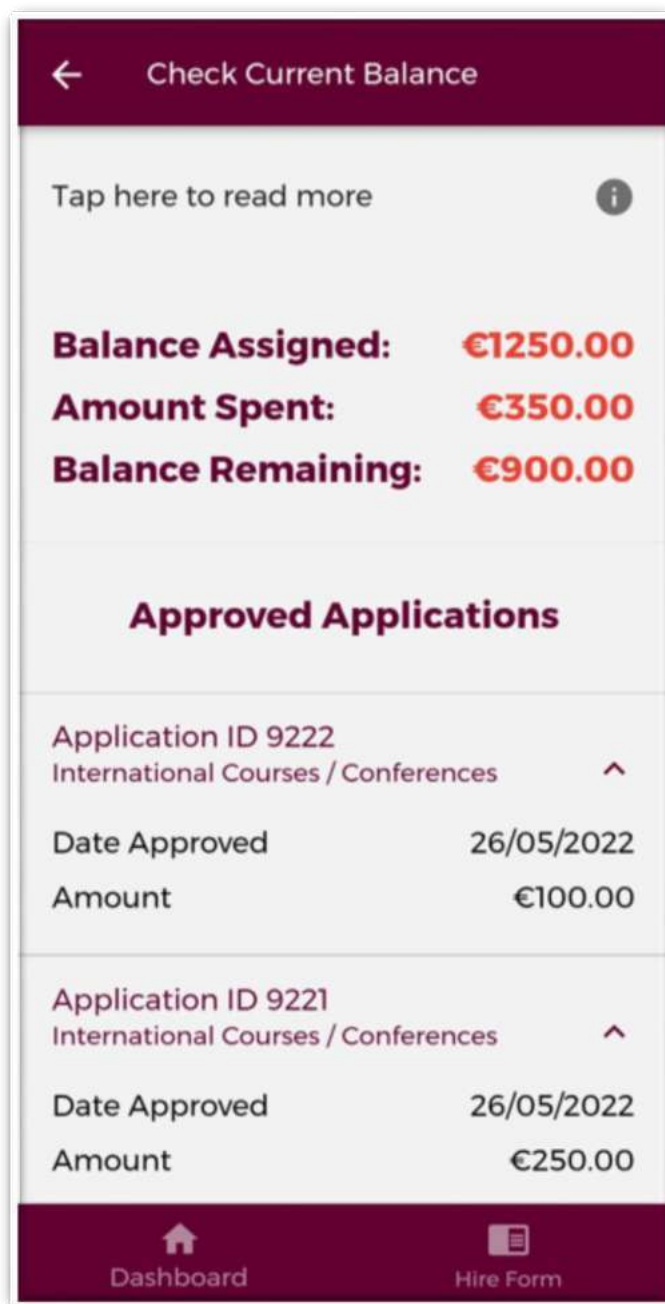 Check Current Balance
Tap here to read more
Balance Assigned: €1250.00
Amount Spent: €350.00
Balance Remaining: €900.00
Approved Applications
Application ID 9222
International Courses / Conferences
Date Approved 26/05/2022
Amount €100.00
Application ID 9221
International Courses / Conferences
Date Approved 26/05/2022
Amount €250.00
Dashboard Hire Form